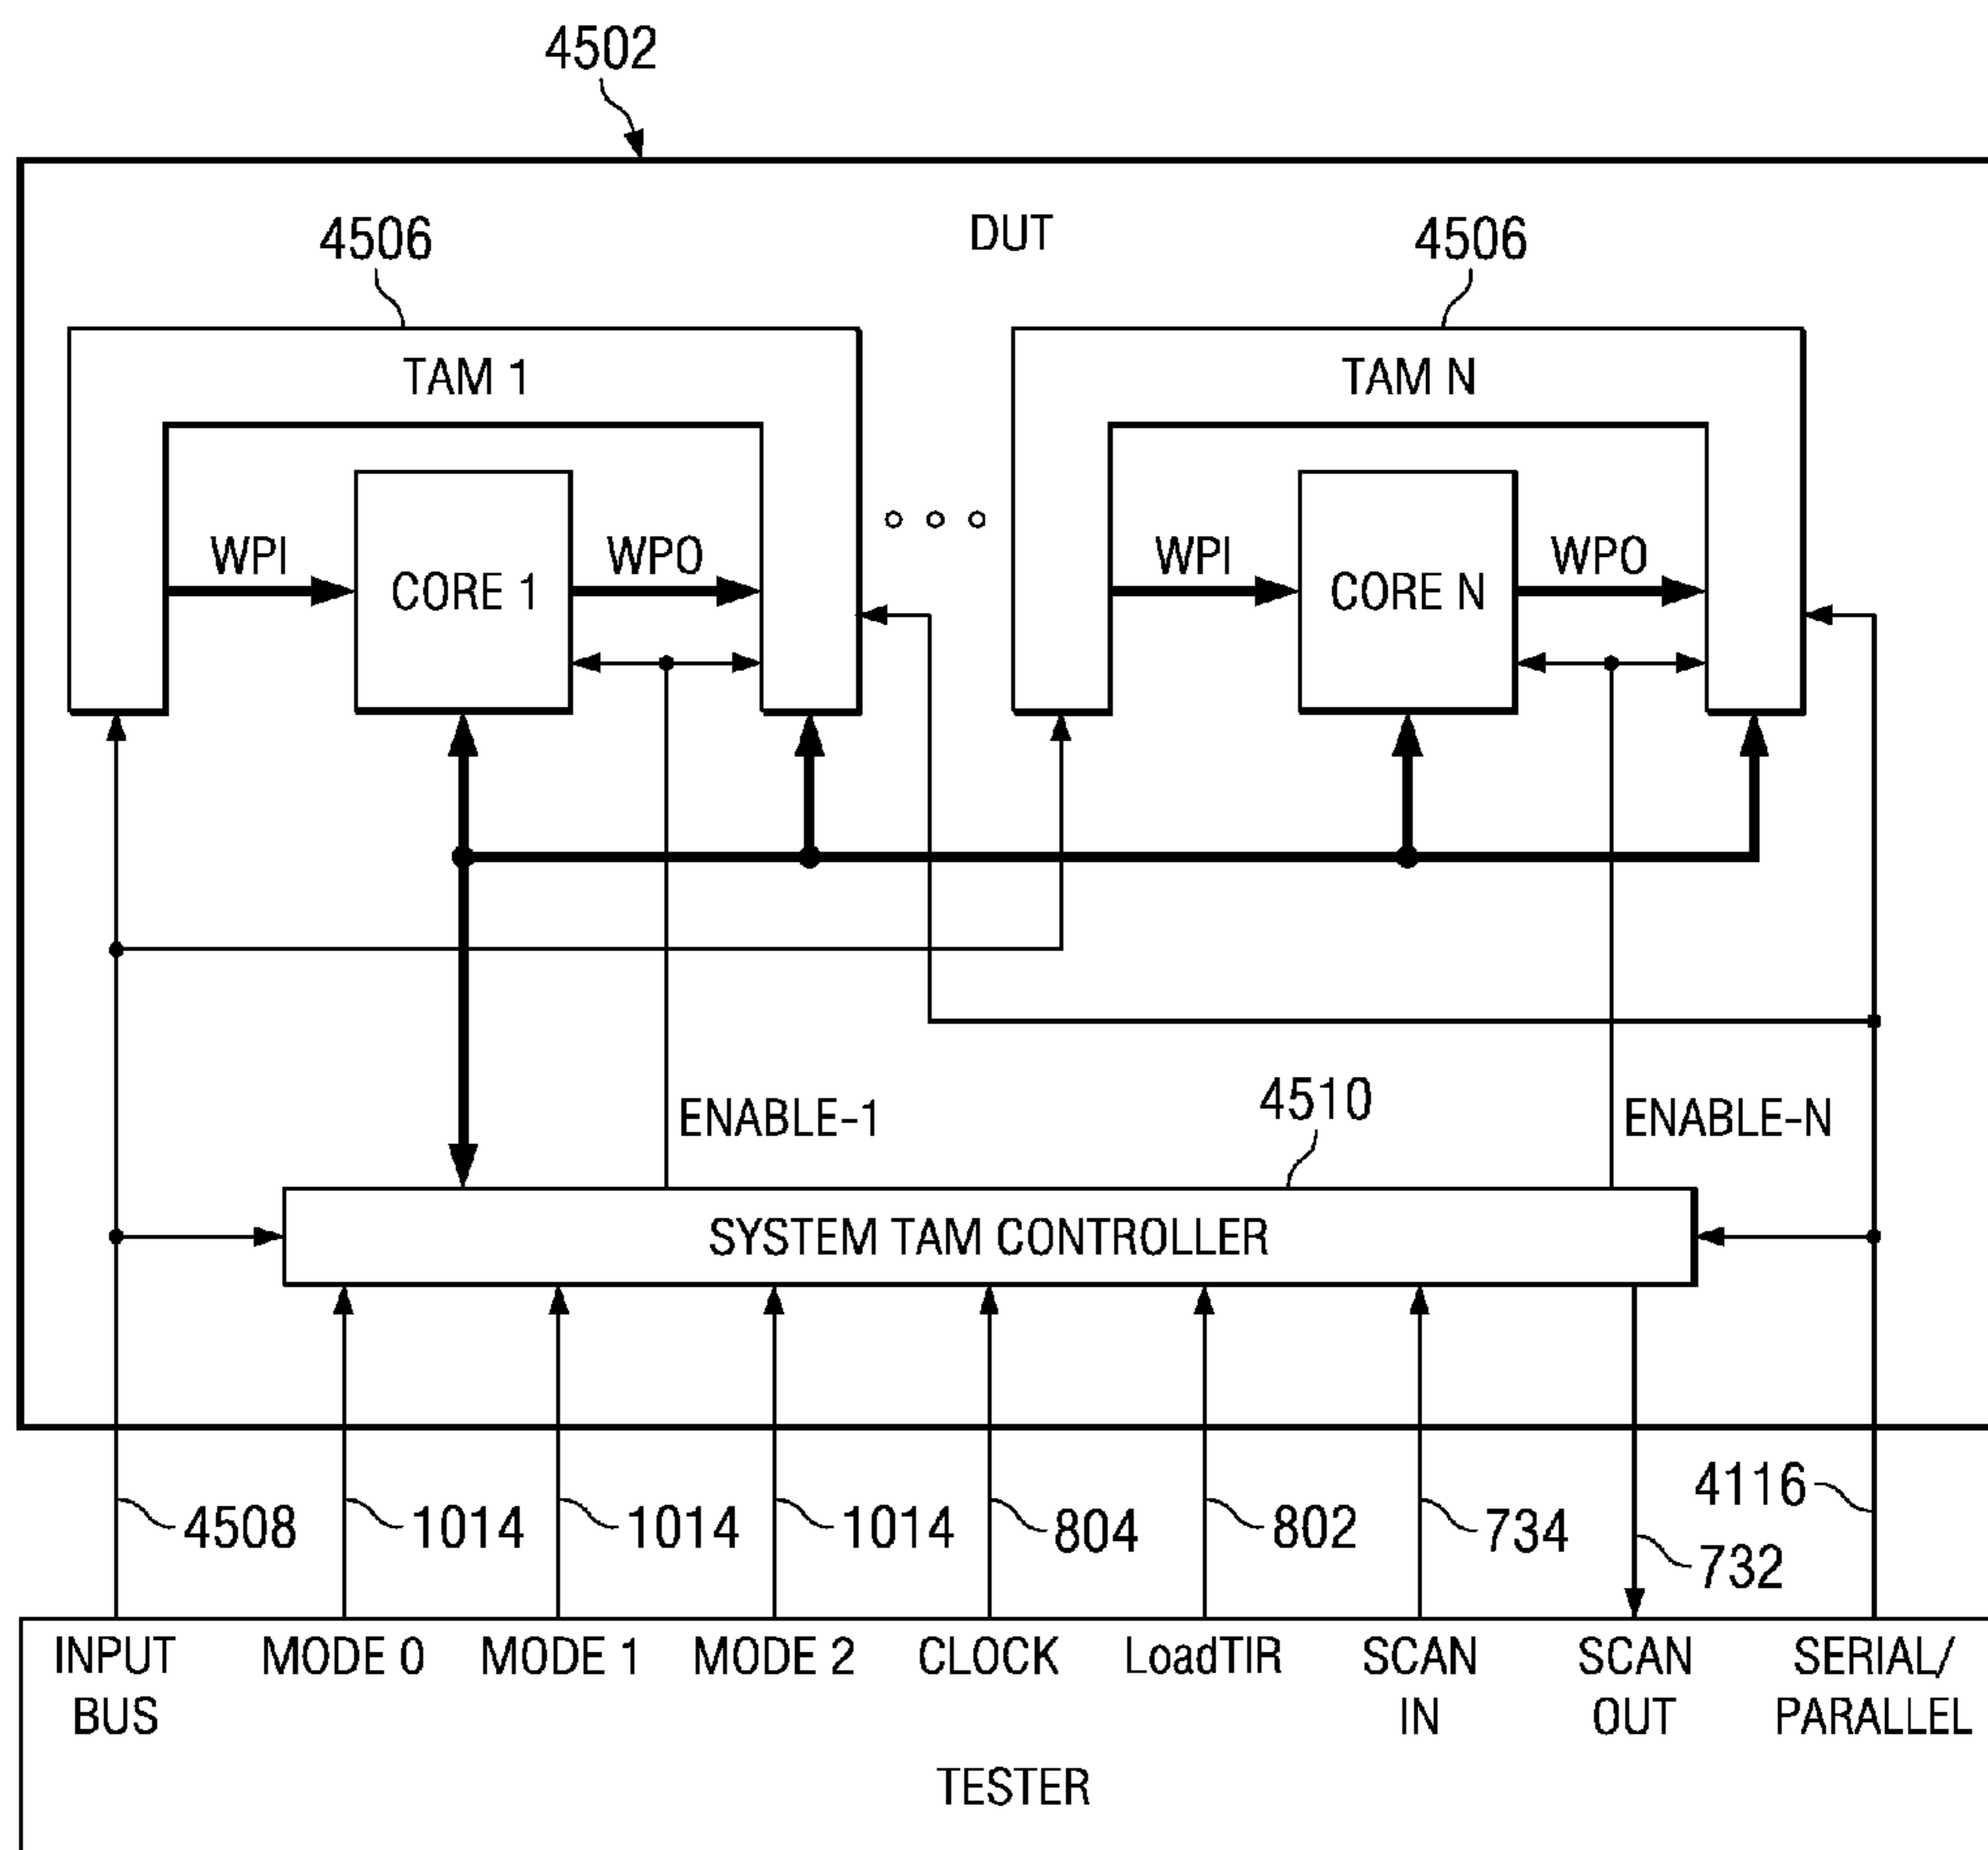 4502
DUT
4506
4506
TAM 1
TAM N
WPI
CORE 1
WPO
WPI
CORE N
WPO
ENABLE-1
4510
ENABLE-N
SYSTEM TAM CONTROLLER
4508
1014
1014
1014
804
802
734
732
4116
INPUT BUS
MODE 0
MODE 1
MODE 2
CLOCK
LoadTIR
SCAN IN
SCAN OUT
SERIAL/
PARALLEL
TESTER